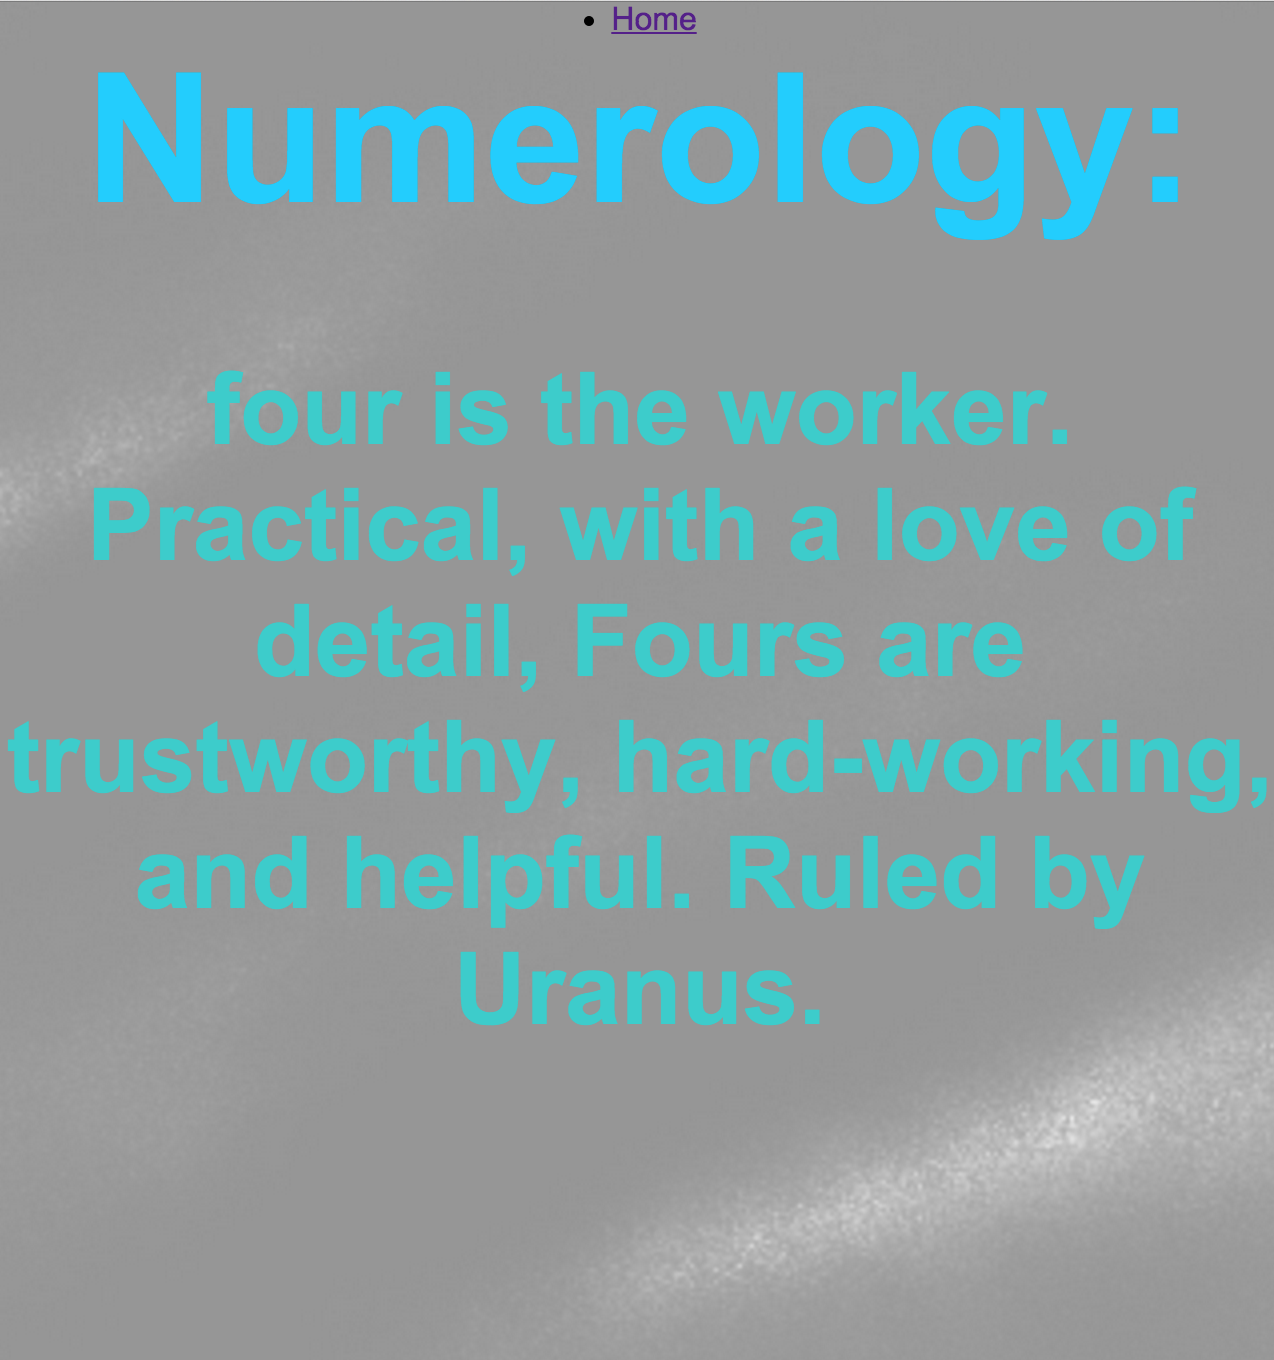 Home
Numerology:
four is the worker.
Practical, with a love of
detail, Fours are
trustworthy, hard-working,
and helpful. Ruled by
Uranus.